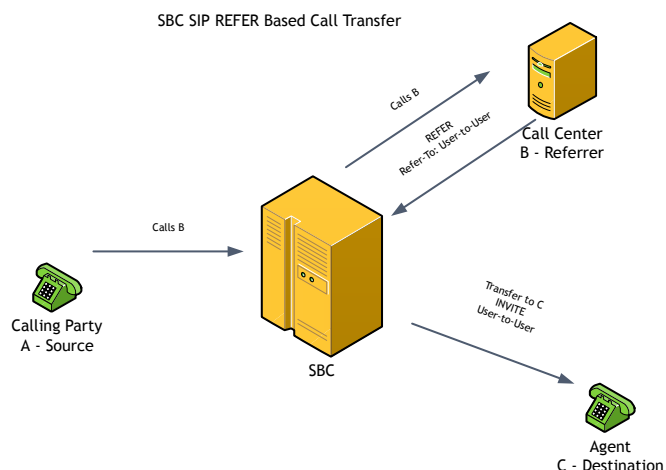 SBC SIP REFER Based Call Transfer
Calls B
REFER
Refer-To: User-to-User
Call Center
B - Referrer
Calls B
Calling Party
A - Source
SBC
Transfer to C
INVITE
User-to-User
Agent
C - Destination